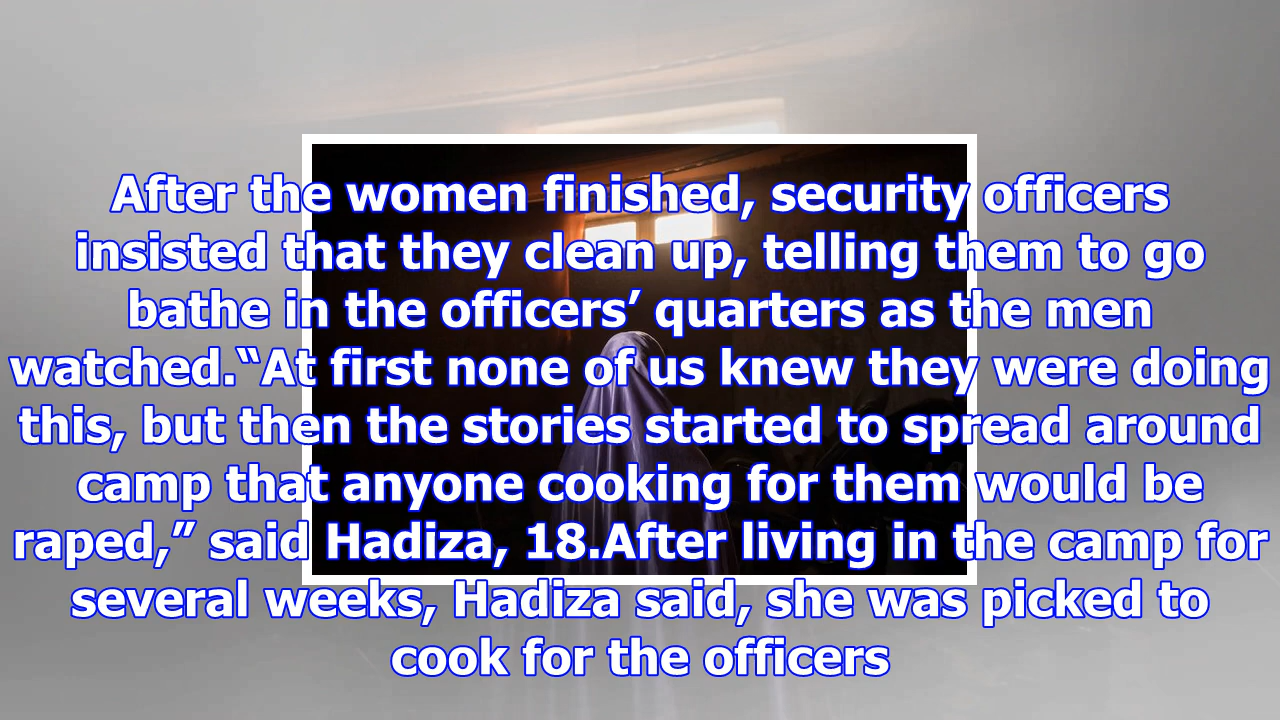 After the women finished, security officers
insisted that they clean up, telling them to go
bathe in the officers’ quarters as the men
watched.“At first none of us knew they were doing
this, but then the stories started to spread around
camp that anyone cooking for them would be
raped,” said Hadiza, 18.After living in the camp for
several weeks, Hadiza said, she was picked to
cook for the officers